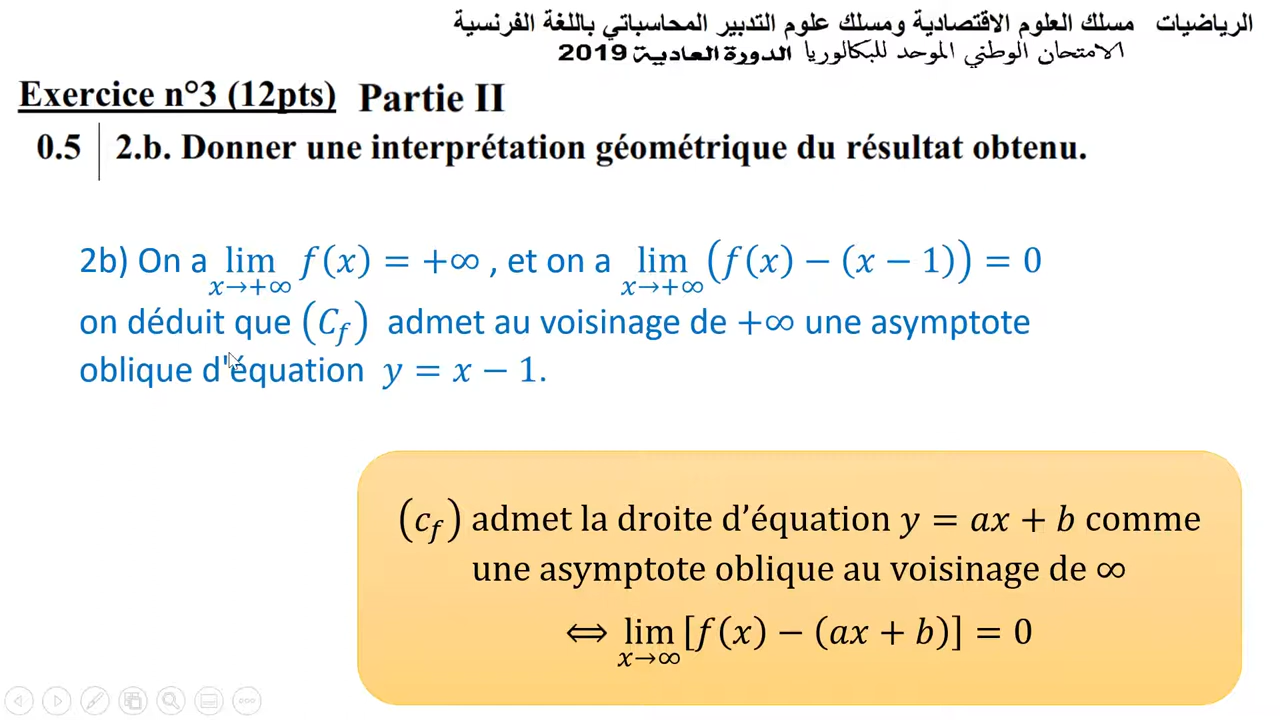 الرياضيات مسلك العلوم الاقتصادية ومسلك علوم التدبير المحاسباتي باللغة الفرنسية
الامتحان الوطني الموحد للبكالوريا الدورة العادية 2019
Exercice n°3 (12pts) Partie II
0.5 | 2.b. Donner une interprétation géométrique du résultat obtenu.
2b) On a lim x→+∞ f(x) = +∞ , et on a lim x→+∞ (f(x) − (x − 1)) = 0
on déduit que (C_f) admet au voisinage de +∞ une asymptote
oblique d'équation y = x − 1.
(c_f) admet la droite d’équation y = ax + b comme
une asymptote oblique au voisinage de ∞
⟺ lim x→∞ [f(x) − (ax + b)] = 0